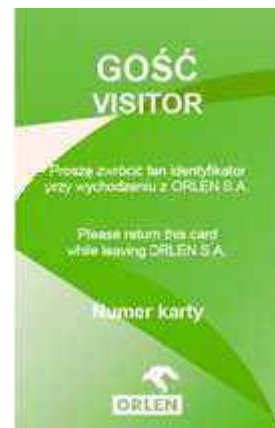 GOŚĆ
VISITOR
Proszę zwrócić ten identyfikator
przy wychodzeniu z ORLEN S.A.
Please return this card
while leaving ORLEN S.A.
Numer karty
ORLEN